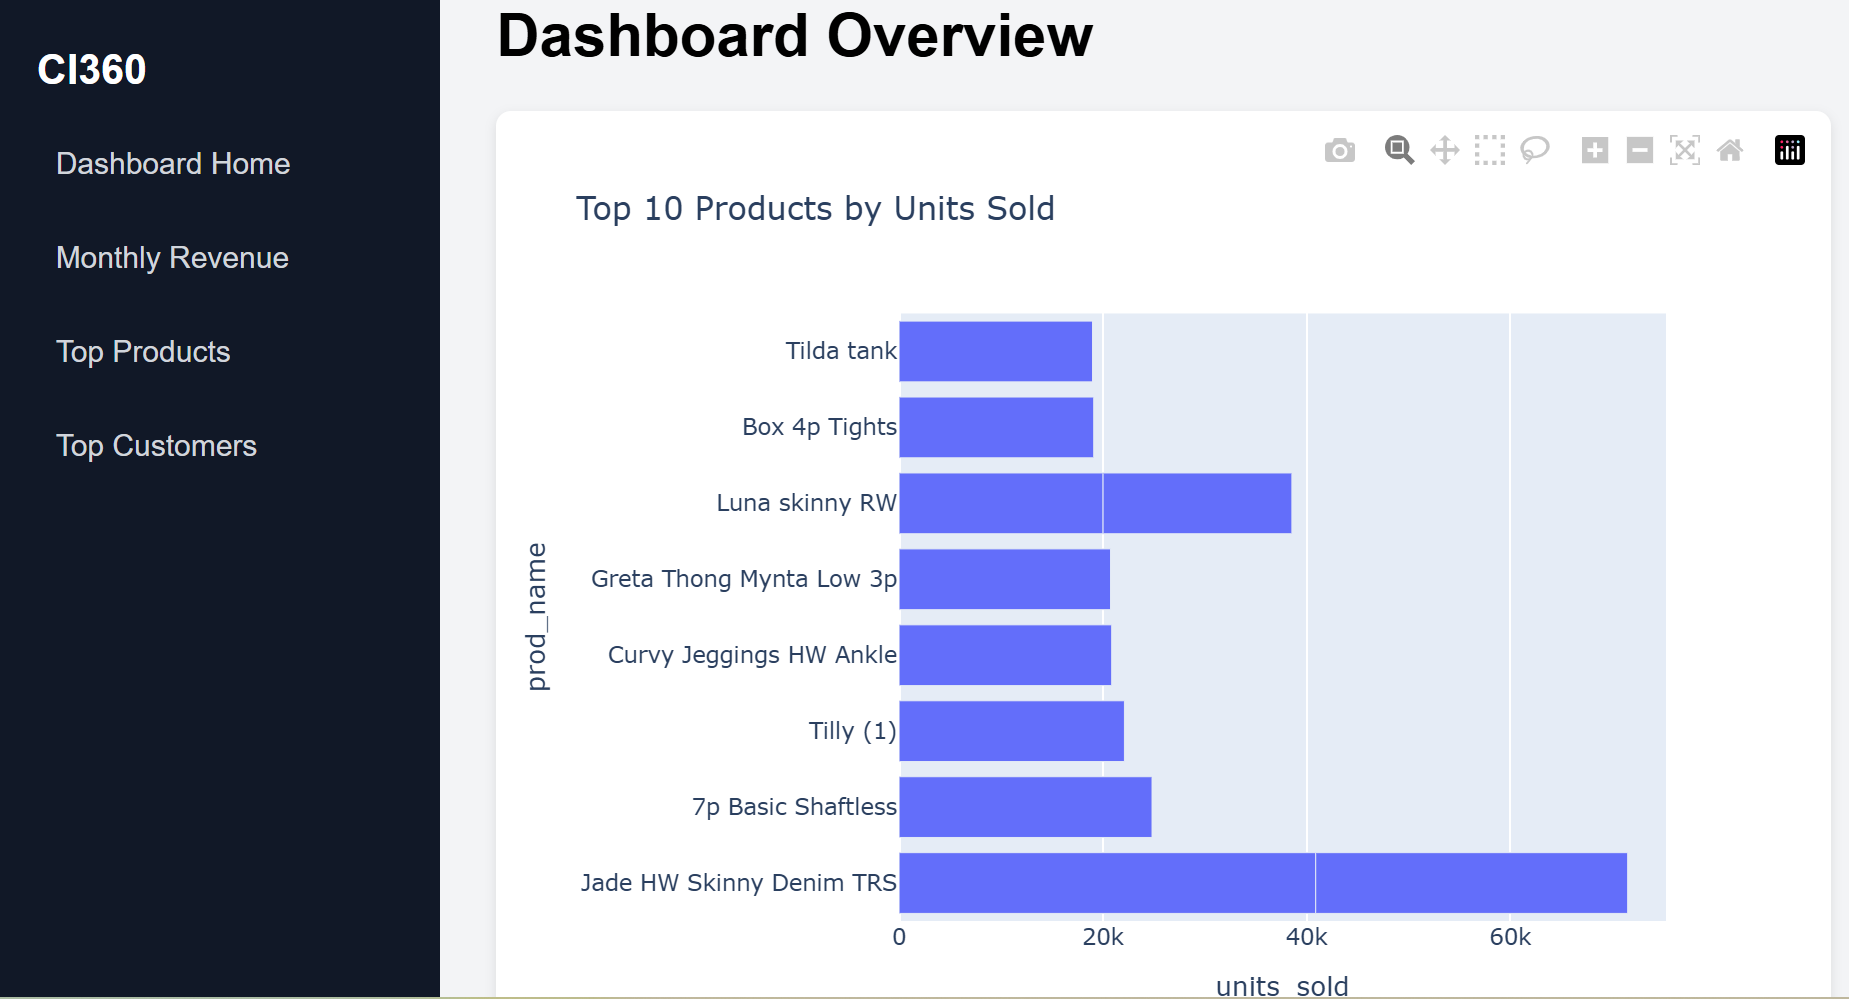 CI360
Dashboard Home
Monthly Revenue
Top Products
Top Customers
Dashboard Overview
Top 10 Products by Units Sold
prod_name
Tilda tank
Box 4p Tights
Luna skinny RW
Greta Thong Mynta Low 3p
Curvy Jeggings HW Ankle
Tilly (1)
7p Basic Shaftless
Jade HW Skinny Denim TRS
0 20k 40k 60k
units_sold